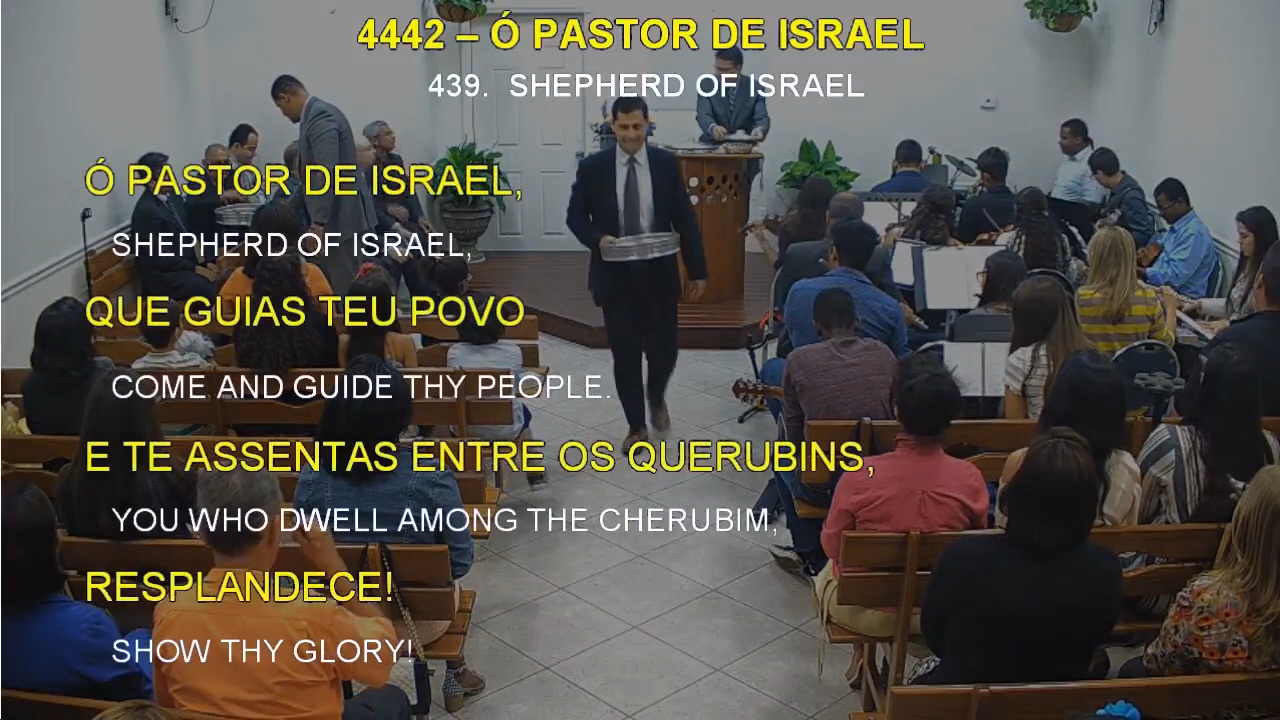 4442 – Ó PASTOR DE ISRAEL
439. SHEPHERD OF ISRAEL
Ó PASTOR DE ISRAEL,
SHEPHERD OF ISRAEL,
QUE GUIAS TEU POVO
COME AND GUIDE THY PEOPLE.
E TE ASSENTAS ENTRE OS QUERUBINS,
YOU WHO DWELL AMONG THE CHERUBIM,
RESPLANDECE!
SHOW THY GLORY!